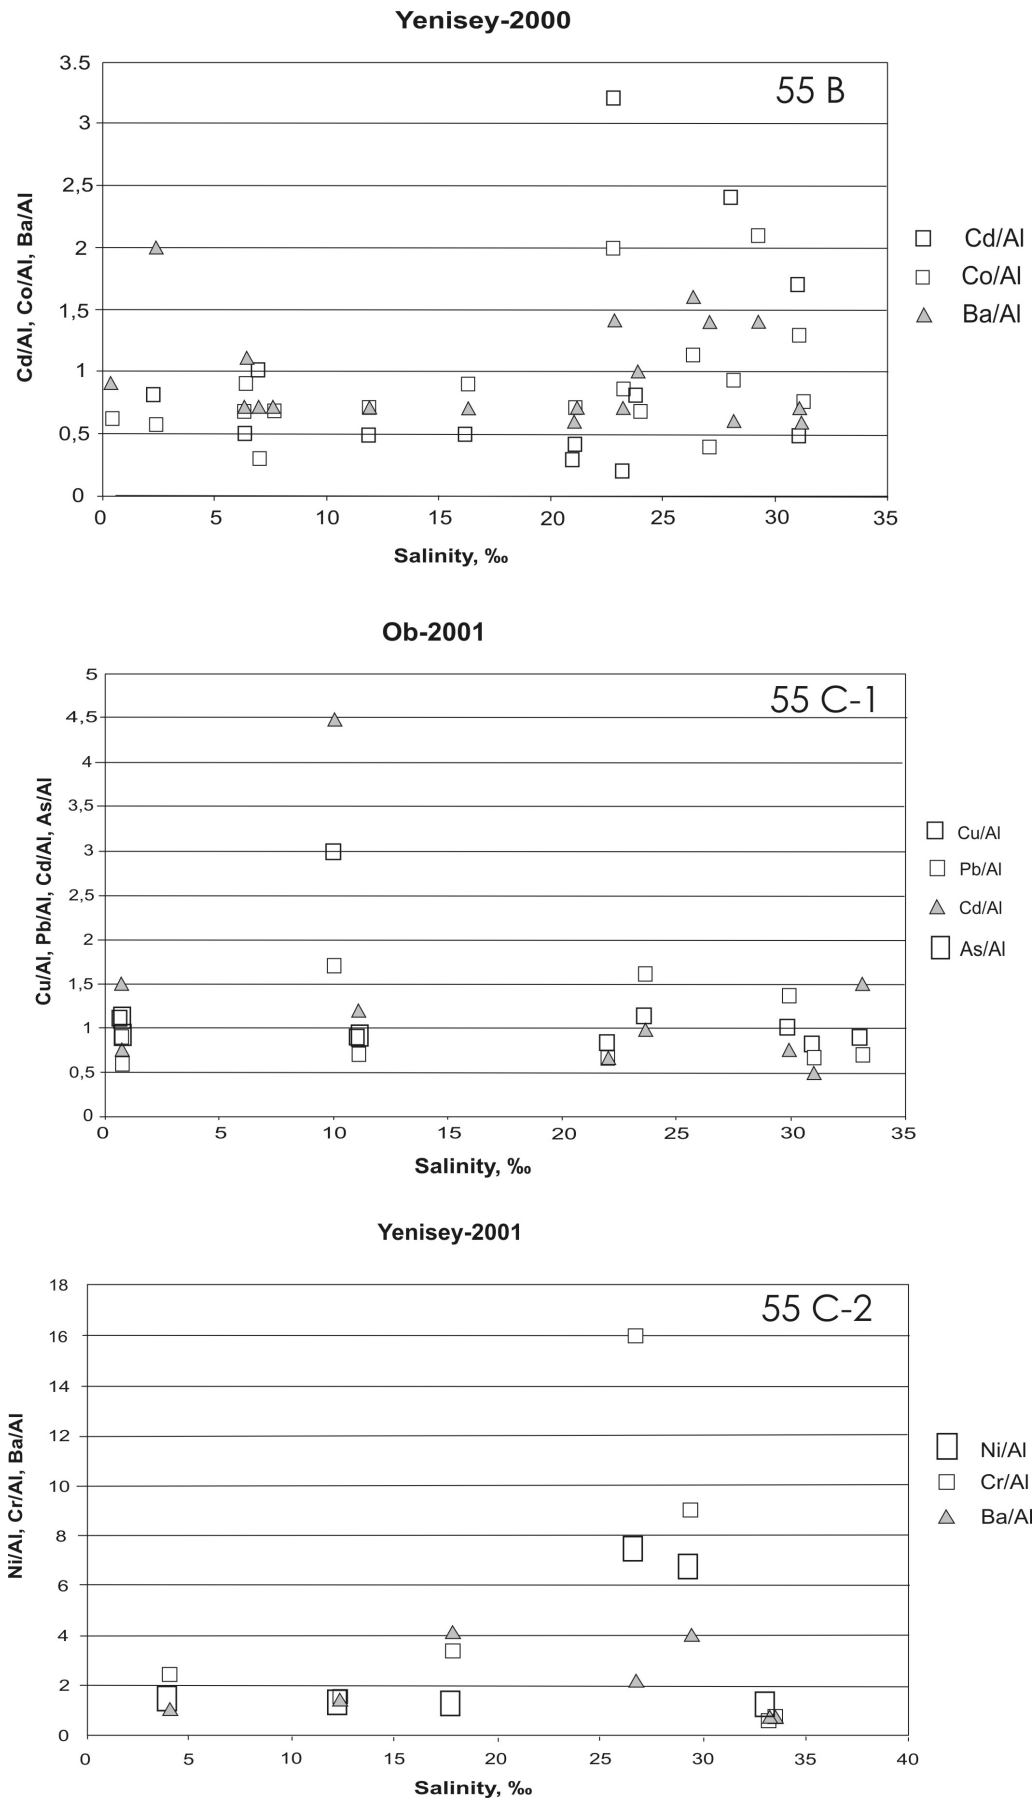 Yenisey-2000
55 B
Cd/Al, Co/Al, Ba/Al
3.5
3
2,5
2
1,5
1
0,5
0
0 5 10 15 20 25 30 35
Salinity, ‰
Cd/Al
Co/Al
Ba/Al
Ob-2001
55 C-1
Cu/Al, Pb/Al, Cd/Al, As/Al
5
4,5
4
3,5
3
2,5
2
1,5
1
0,5
0
0 5 10 15 20 25 30 35
Salinity, ‰
Cu/Al
Pb/Al
Cd/Al
As/Al
Yenisey-2001
55 C-2
Ni/Al, Cr/Al, Ba/Al
18
16
14
12
10
8
6
4
2
0
0 5 10 15 20 25 30 35 40
Salinity, ‰
Ni/Al
Cr/Al
Ba/Al